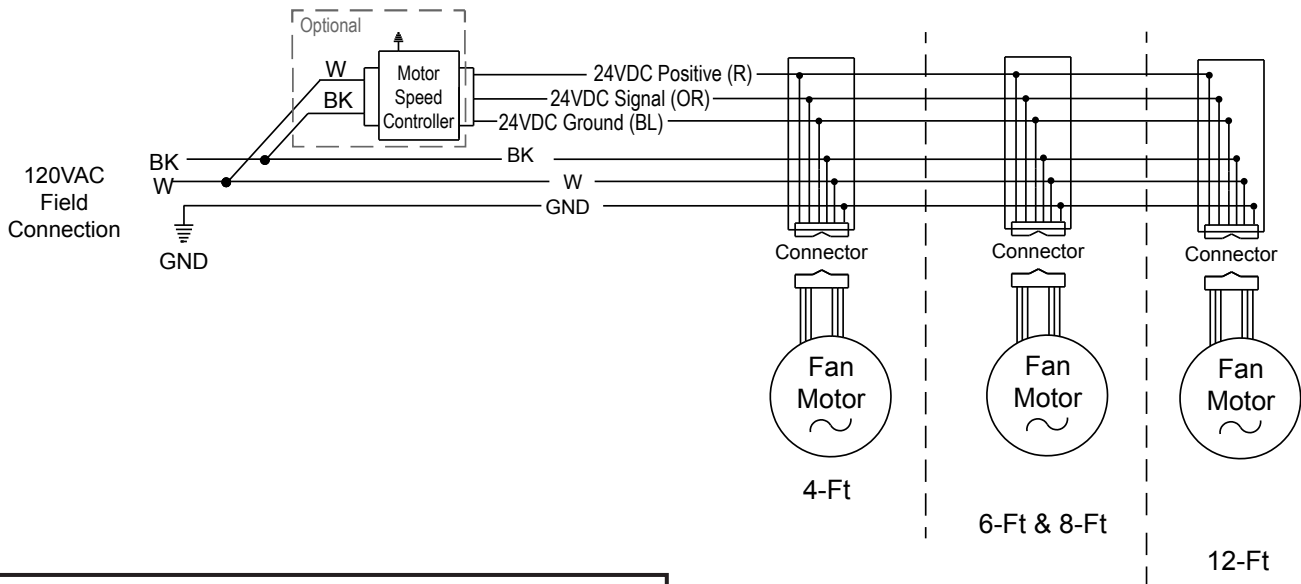 Optional
W
BK
Motor
Speed
Controller
24VDC Positive (R)
24VDC Signal (OR)
24VDC Ground (BL)
120VAC
Field
Connection
BK
W
BK
W
GND
GND
Connector
Connector
Connector
Fan
Motor
Fan
Motor
Fan
Motor
4-Ft
6-Ft & 8-Ft
12-Ft